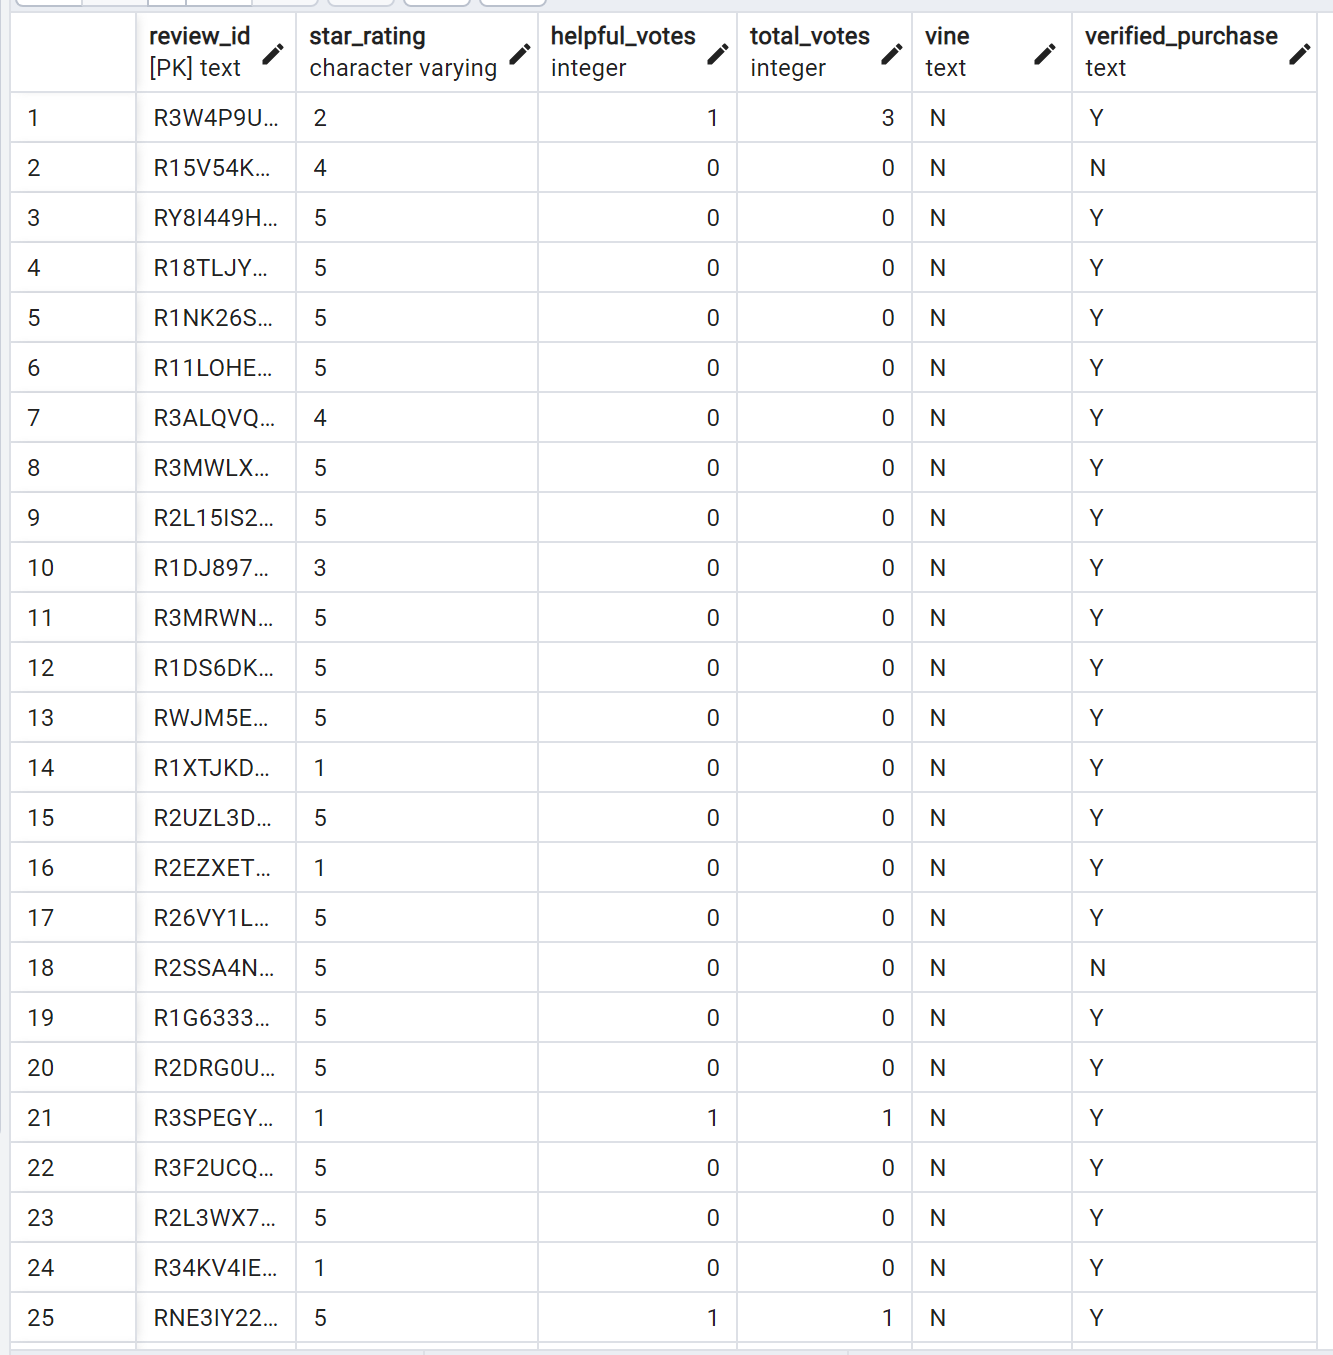 review_id star_rating helpful_votes total_votes vine verified_purchase
[PK] text character varying integer integer text text
1 R3W4P9U... 2 1 3 N Y
2 R15V54K... 4 0 0 N N
3 RY8I449H... 5 0 0 N Y
4 R18TLJY... 5 0 0 N Y
5 R1NK26S... 5 0 0 N Y
6 R11LOHE... 5 0 0 N Y
7 R3ALQVQ... 4 0 0 N Y
8 R3MWLX... 5 0 0 N Y
9 R2L15IS2... 5 0 0 N Y
10 R1DJ897... 3 0 0 N Y
11 R3MRWN... 5 0 0 N Y
12 R1DS6DK... 5 0 0 N Y
13 RWJM5E... 5 0 0 N Y
14 R1XTJKD... 1 0 0 N Y
15 R2UZL3D... 5 0 0 N Y
16 R2EZXET... 1 0 0 N Y
17 R26VY1L... 5 0 0 N Y
18 R2SSA4N... 5 0 0 N N
19 R1G6333... 5 0 0 N Y
20 R2DRG0U... 5 0 0 N Y
21 R3SPEGY... 1 1 1 N Y
22 R3F2UCQ... 5 0 0 N Y
23 R2L3WX7... 5 0 0 N Y
24 R34KV4IE... 1 0 0 N Y
25 RNE3IY22... 5 1 1 N Y